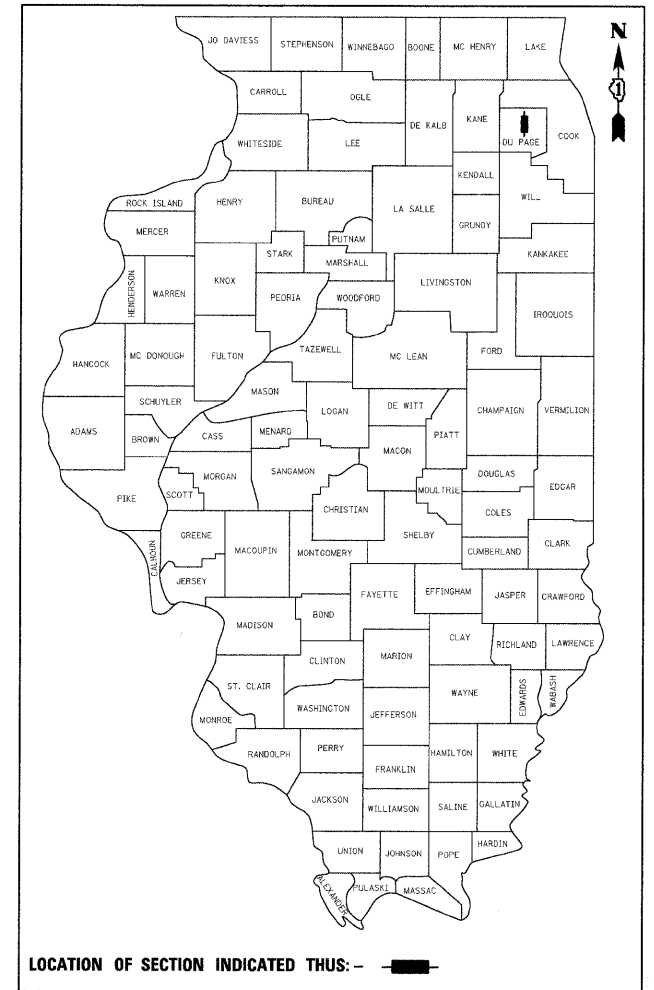 N
1
JO DAVIESS
STEPHENSON
WINNEBAGO
BOONE
MC HENRY
LAKE
CARROLL
OGLE
DE KALB
KANE
COOK
DU PAGE
WHITESIDE
LEE
KENDALL
WILL
ROCK ISLAND
HENRY
BUREAU
LA SALLE
GRUNDY
MERCER
PUTNAM
STARK
MARSHALL
KANKAKEE
HENDERSON
WARREN
KNOX
PEORIA
WOODFORD
LIVINGSTON
IROQUOIS
HANCOCK
MC DONOUGH
FULTON
TAZEWELL
MC LEAN
FORD
MASON
SCHUYLER
LOGAN
DE WITT
CHAMPAIGN
VERMILION
ADAMS
BROWN
CASS
MENARD
MACON
PIATT
MORGAN
SANGAMON
DOUGLAS
EDGAR
PIKE
SCOTT
CHRISTIAN
MOULTRIE
COLES
GREENE
MACOUPIN
MONTGOMERY
SHELBY
CALHOUN
CUMBERLAND
CLARK
JERSEY
FAYETTE
EFFINGHAM
JASPER
CRAWFORD
MADISON
BOND
CLAY
RICHLAND
LAWRENCE
CLINTON
MARION
ST. CLAIR
WAYNE
EDWARDS
WABASH
WASHINGTON
JEFFERSON
MONROE
RANDOLPH
PERRY
HAMILTON
WHITE
FRANKLIN
JACKSON
WILLIAMSON
SALINE
GALLATIN
UNION
JOHNSON
POPE
HARDIN
ALEXANDER
PULASKI
MASSAC
LOCATION OF SECTION INDICATED THUS: -